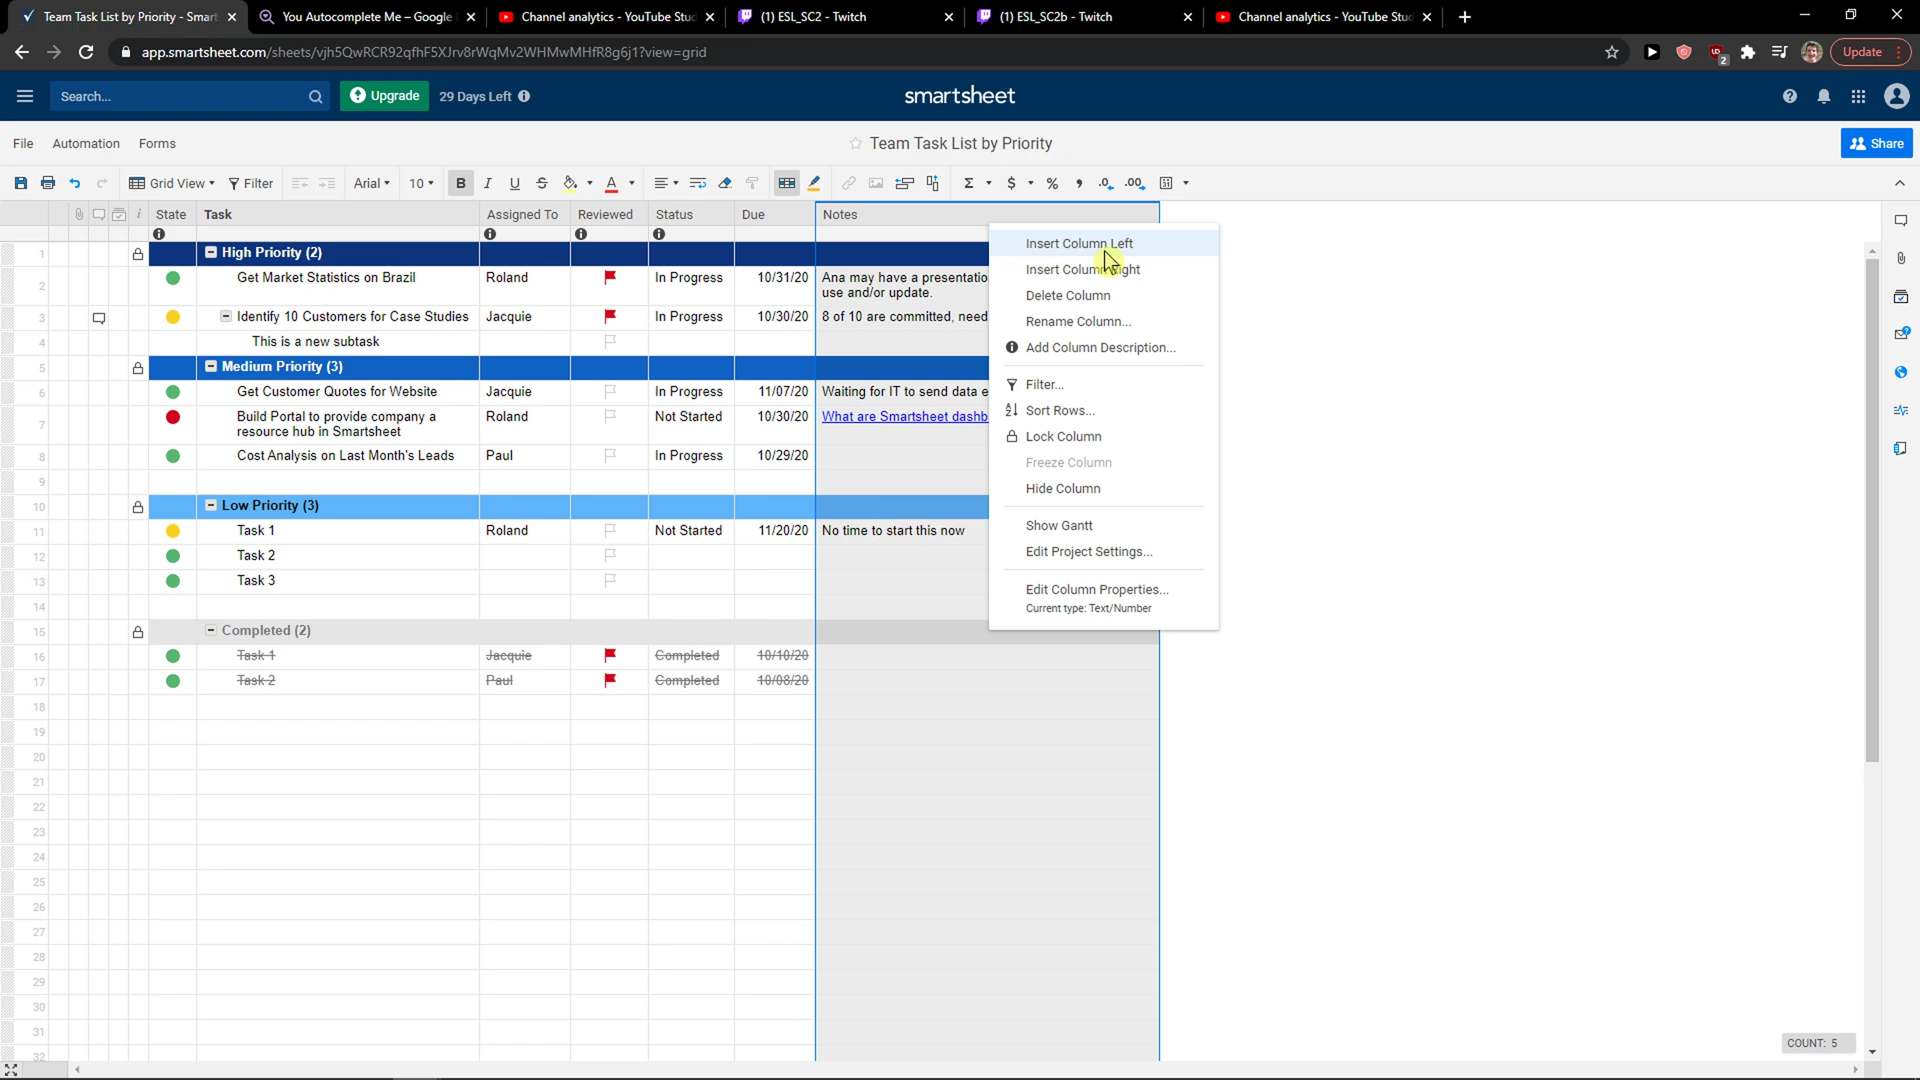 Team Task List by Priority - Smart
You Autocomplete Me – Google
Channel analytics - YouTube Stud
(1) ESL_SC2 - Twitch
(1) ESL_SC2b - Twitch
Channel analytics - YouTube Stud
app.smartsheet.com/sheets/vjh5QwRCR92qfhF5XJrv8rWqMv2WHMwMHfR8g6j1?view=grid
2
Update
Search...
Upgrade
29 Days Left
smartsheet
File Automation Forms
Team Task List by Priority
Share
Grid View Filter Arial 10 B I U S A Σ $ % , .0 .00
State Task Assigned To Reviewed Status Due Notes
1 High Priority (2)
2 Get Market Statistics on Brazil Roland In Progress 10/31/20 Ana may have a presentatio
use and/or update.
3 Identify 10 Customers for Case Studies Jacquie In Progress 10/30/20 8 of 10 are committed, need
4 This is a new subtask
5 Medium Priority (3)
6 Get Customer Quotes for Website Jacquie In Progress 11/07/20 Waiting for IT to send data e
7 Build Portal to provide company a Roland Not Started 10/30/20 What are Smartsheet dashb
resource hub in Smartsheet
8 Cost Analysis on Last Month's Leads Paul In Progress 10/29/20
9
10 Low Priority (3)
11 Task 1 Roland Not Started 11/20/20 No time to start this now
12 Task 2
13 Task 3
14
15 Completed (2)
16 Task 1 Jacquie Completed 10/10/20
17 Task 2 Paul Completed 10/08/20
18
19
20
21
22
23
24
25
26
27
28
29
30
31
32
Insert Column Left
Insert Column Right
Delete Column
Rename Column...
Add Column Description...
Filter...
Sort Rows...
Lock Column
Freeze Column
Hide Column
Show Gantt
Edit Project Settings...
Edit Column Properties...
Current type: Text/Number
COUNT: 5